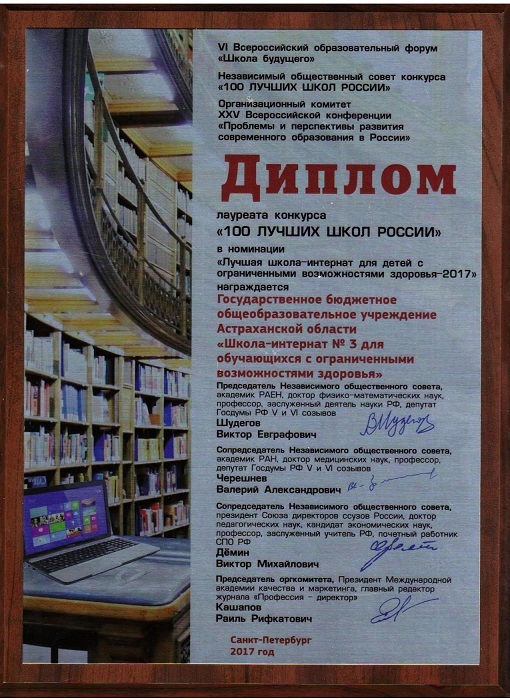 VI Всероссийский образовательный форум
«Школа будущего»
Независимый общественный совет конкурса
«100 ЛУЧШИХ ШКОЛ РОССИИ»
Организационный комитет
XXV Всероссийской конференции
«Проблемы и перспективы развития
современного образования в России»
Диплом
лауреата конкурса
«100 ЛУЧШИХ ШКОЛ РОССИИ»
в номинации
«Лучшая школа-интернат для детей с
ограниченными возможностями здоровья-2017»
награждается
Государственное бюджетное
общеобразовательное учреждение
Астраханской области
«Школа-интернат № 3 для
обучающихся с ограниченными
возможностями здоровья»
Председатель Независимого общественного совета,
академик РАЕН, доктор физико-математических наук,
профессор, заслуженный деятель науки РФ, депутат
Госдумы РФ V и VI созывов
Шудегов
Виктор Евграфович
Сопредседатель Независимого общественного совета,
академик РАН, доктор медицинских наук, профессор,
депутат Госдумы РФ V и VI созывов
Черешнев
Валерий Александрович
Сопредседатель Независимого общественного совета,
президент Союза директоров ссузов России, доктор
педагогических наук, кандидат экономических наук,
профессор, заслуженный учитель РФ, почетный работник
СПО РФ
Дёмин
Виктор Михайлович
Председатель оргкомитета, Президент Международной
академии качества и маркетинга, главный редактор
журнала «Профессия - директор»
Кашапов
Раиль Рифкатович
Санкт-Петербург
2017 год